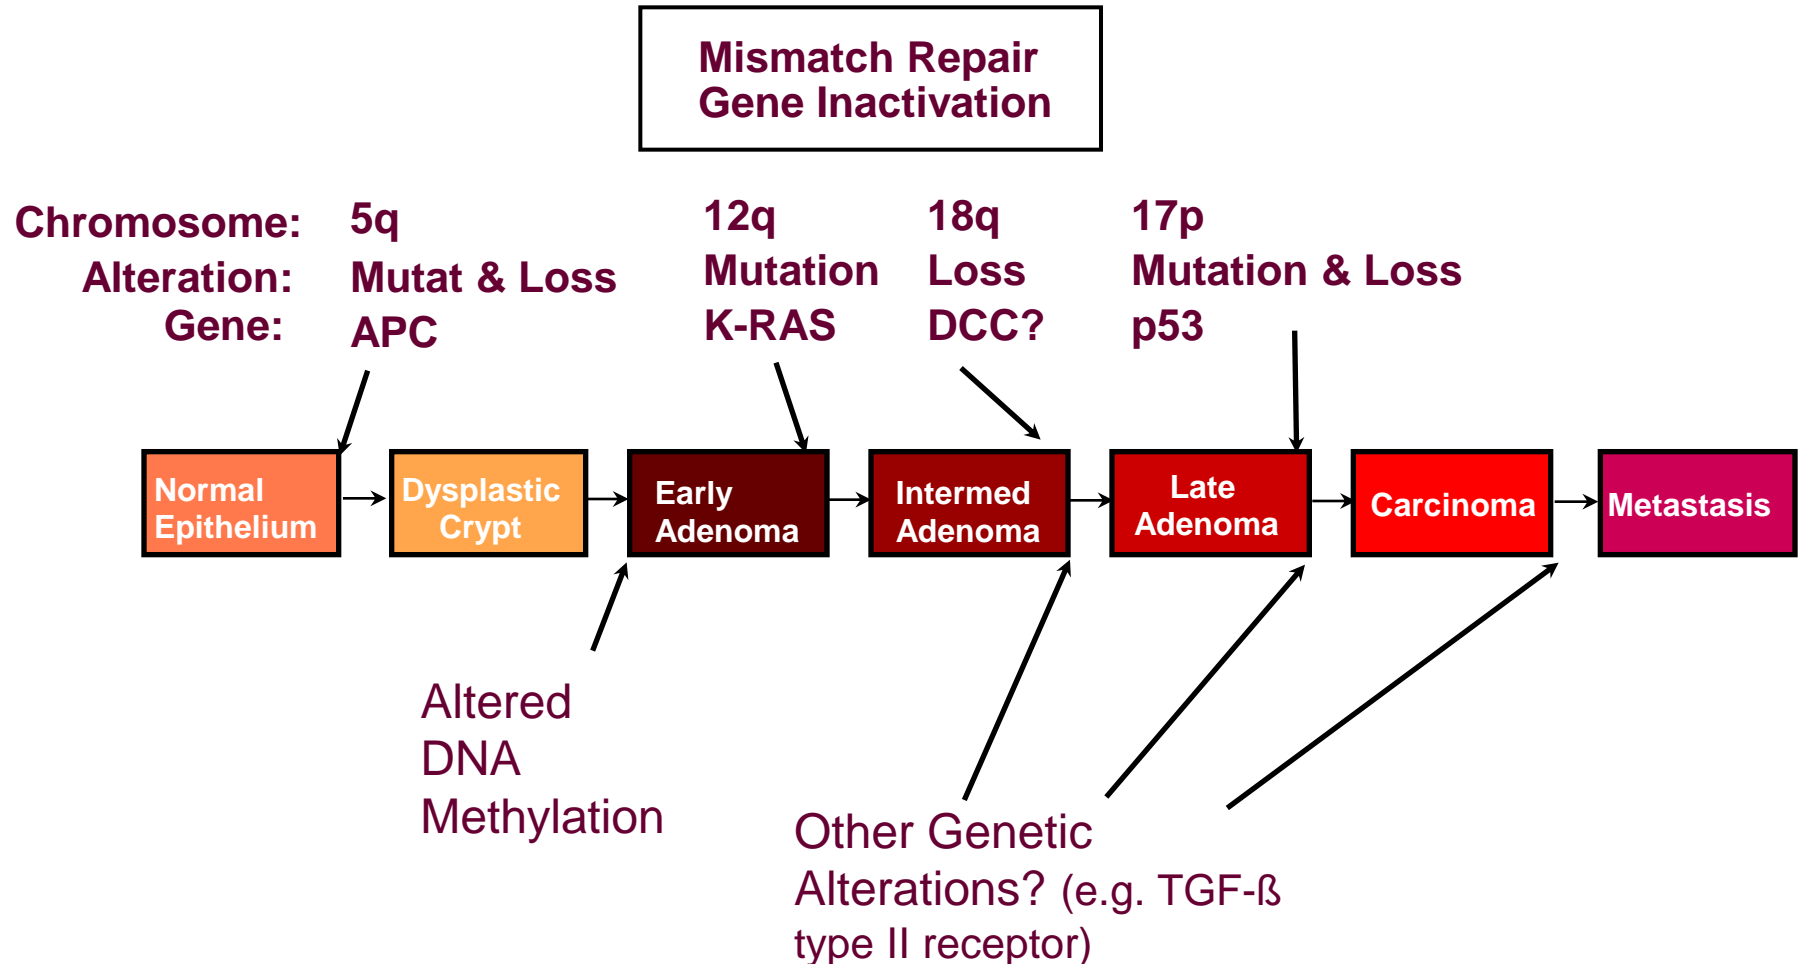 Mismatch Repair
Gene Inactivation
Chromosome: 5q 12q 18q 17p
Alteration: Mutat & Loss Mutation Loss Mutation & Loss
Gene: APC K-RAS DCC? p53
Normal
Epithelium
Dysplastic
Crypt
Early
Adenoma
Intermed
Adenoma
Late
Adenoma
Carcinoma
Metastasis
Altered
DNA
Methylation
Other Genetic
Alterations? (e.g. TGF-ß
type II receptor)